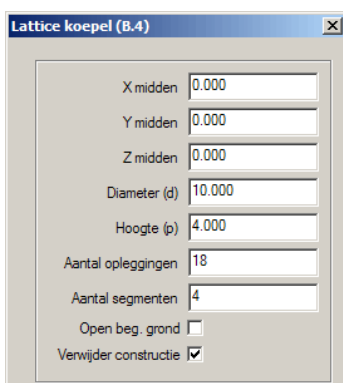 Lattice koepel (B.4)
X midden 0.000
Y midden 0.000
Z midden 0.000
Diameter (d) 10.000
Hoogte (p) 4.000
Aantal opleggingen 18
Aantal segmenten 4
Open beg. grond
Verwijder constructie